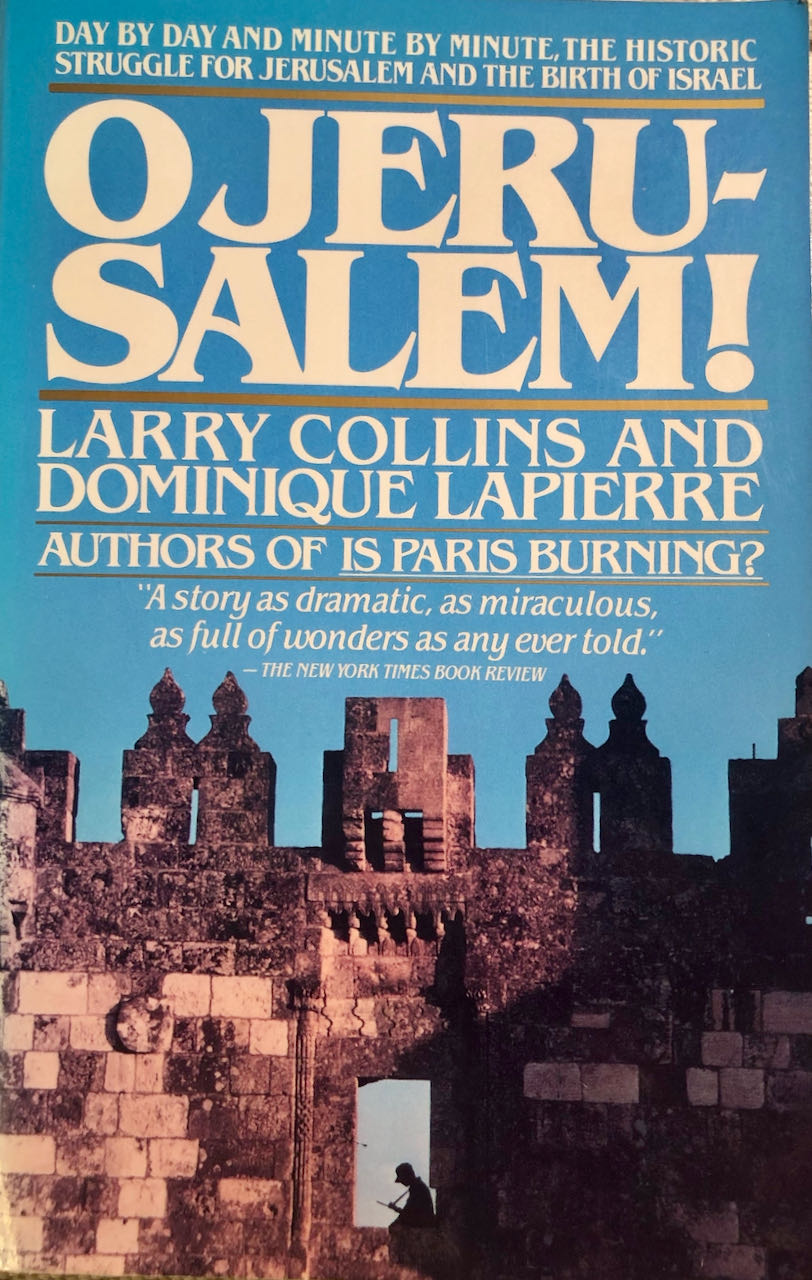 DAY BY DAY AND MINUTE BY MINUTE, THE HISTORIC
STRUGGLE FOR JERUSALEM AND THE BIRTH OF ISRAEL
O JERU-
SALEM!
LARRY COLLINS AND
DOMINIQUE LAPIERRE
AUTHORS OF IS PARIS BURNING?
"A story as dramatic, as miraculous,
as full of wonders as any ever told."
— THE NEW YORK TIMES BOOK REVIEW